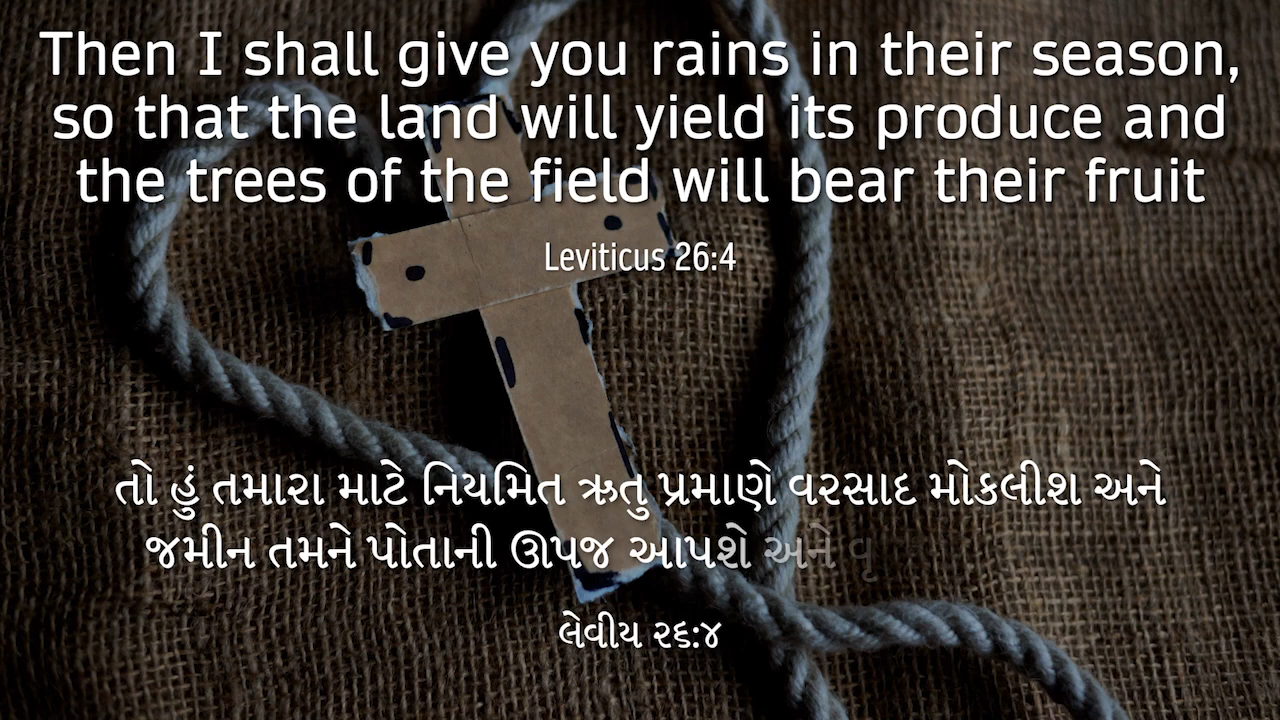 Then I shall give you rains in their season,
so that the land will yield its produce and
the trees of the field will bear their fruit
Leviticus 26:4
તો હું તમારા માટે નિયમિત ઋતુ પ્રમાણે વરસાદ મોકલીશ અને
જમીન તમને પોતાની ઊપજ આપશે અને
લેવીય ૨૬:૪